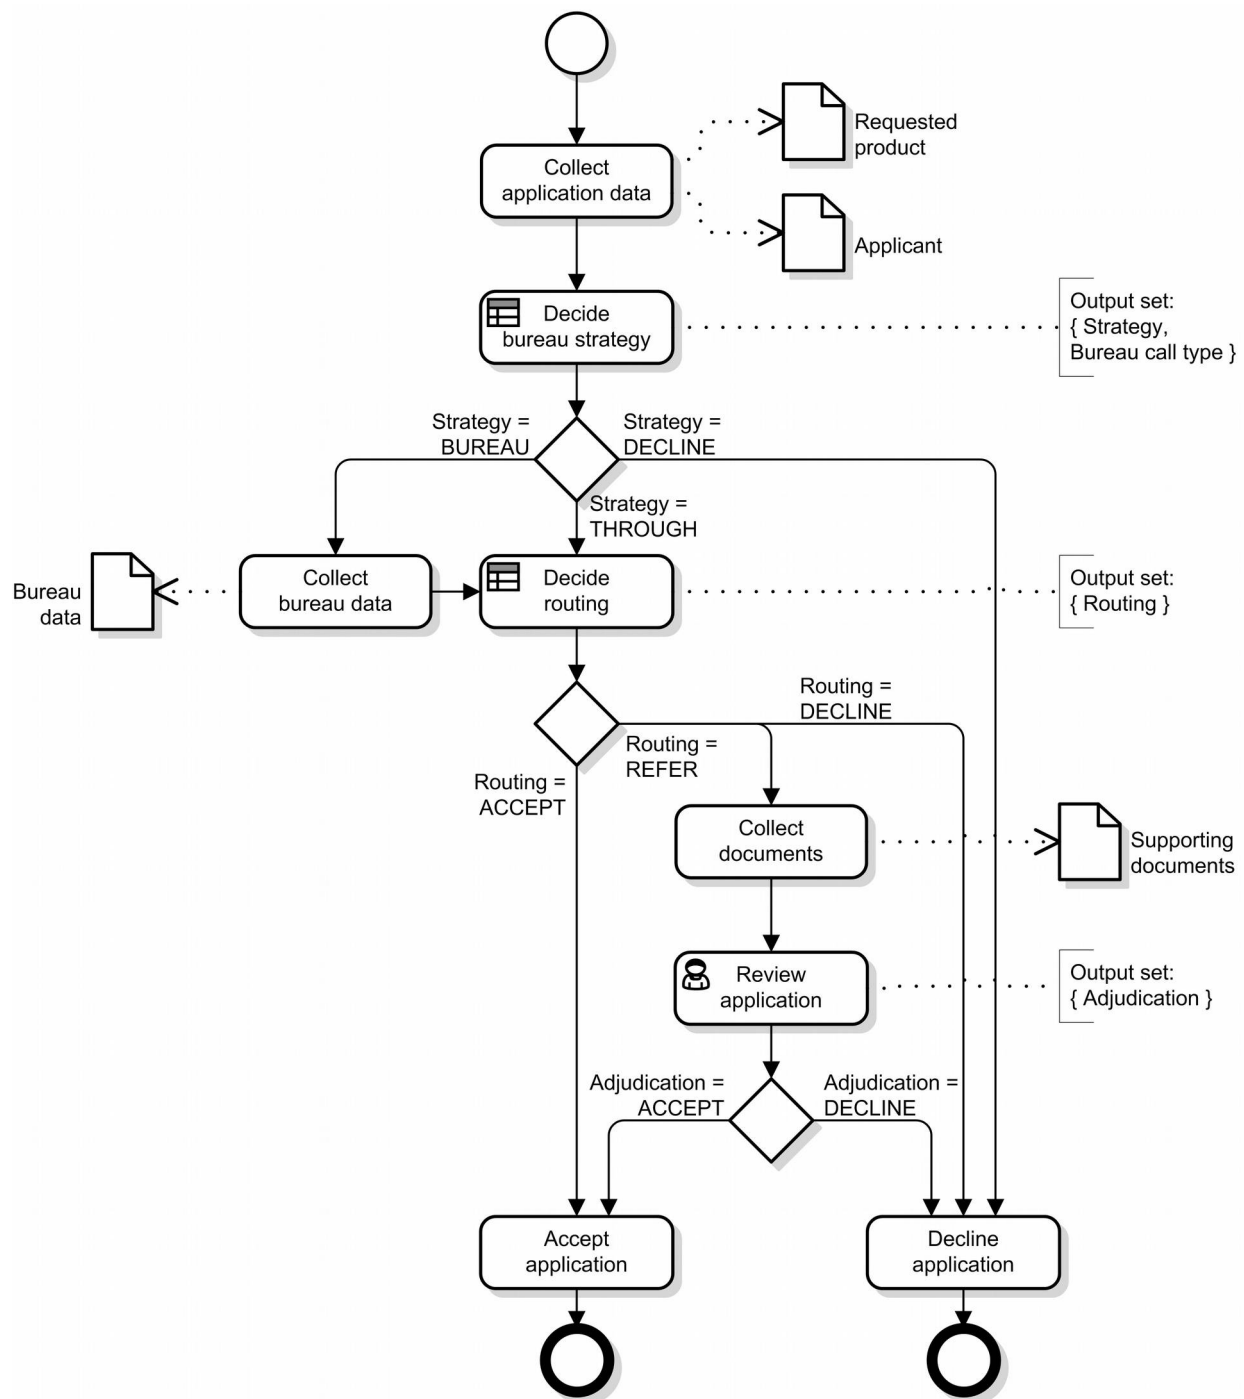 Requested
product
Collect
application data
Applicant
Decide
bureau strategy
Output set:
{ Strategy,
Bureau call type }
Strategy =
BUREAU
Strategy =
DECLINE
Strategy =
THROUGH
Bureau
data
Collect
bureau data
Decide
routing
Output set:
{ Routing }
Routing =
DECLINE
Routing =
REFER
Routing =
ACCEPT
Collect
documents
Supporting
documents
Review
application
Output set:
{ Adjudication }
Adjudication =
ACCEPT
Adjudication =
DECLINE
Accept
application
Decline
application